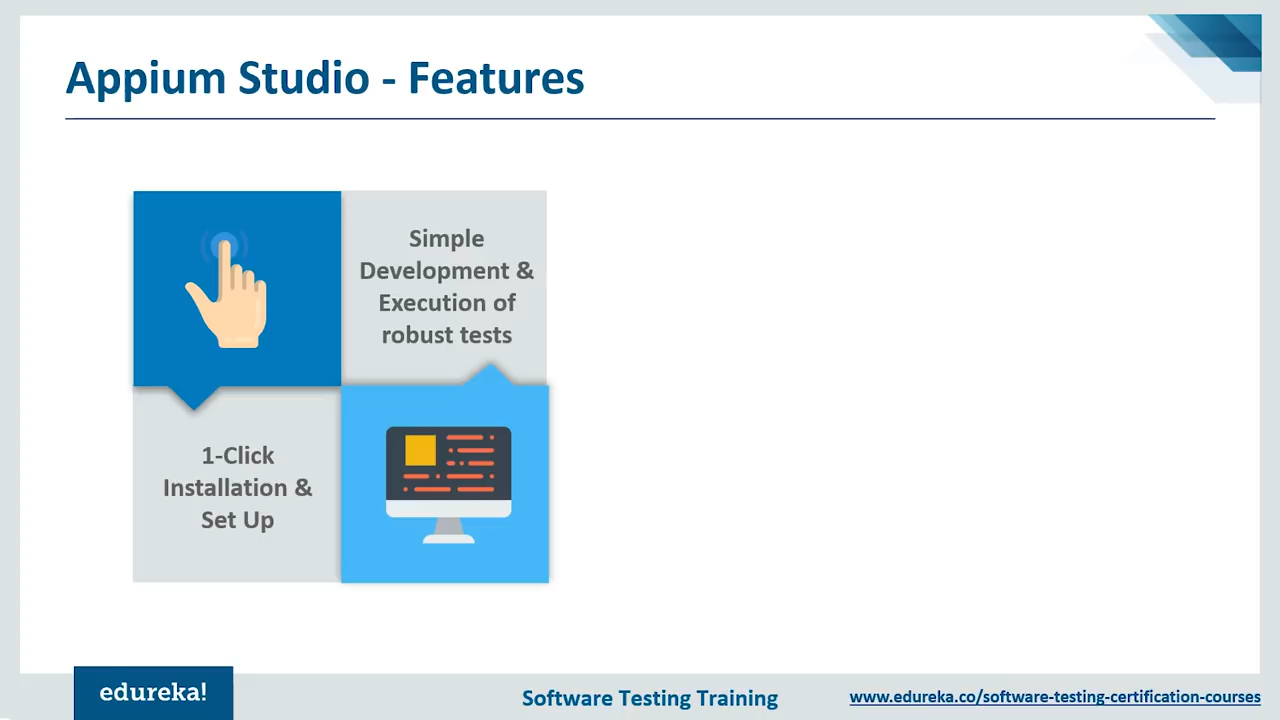 Appium Studio - Features
Simple
Development &
Execution of
robust tests
1-Click
Installation &
Set Up
edureka!
Software Testing Training
www.edureka.co/software-testing-certification-courses